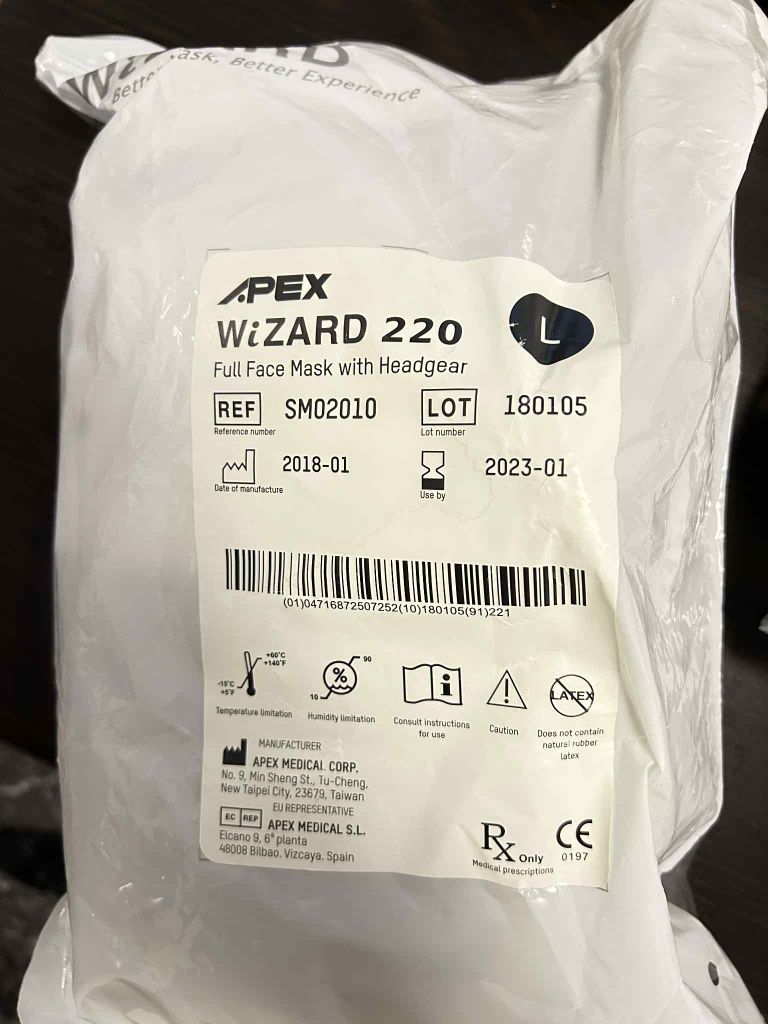 Better Mask, Better Experience
APEX
WiZARD 220
L
Full Face Mask with Headgear
REF SM02010 LOT 180105
Reference number Lot number
2018-01 2023-01
Date of manufacture Use by
(01)04716872507252(10)180105(91)221
+60°C
+140°F
-15°C
+5°F
90
%
10
i
LATEX
Temperature limitation Humidity limitation Consult instructions for use Caution Does not contain natural rubber latex
MANUFACTURER
APEX MEDICAL CORP.
No. 9, Min Sheng St., Tu-Cheng,
New Taipei City, 23679, Taiwan
EU REPRESENTATIVE
EC REP APEX MEDICAL S.L.
Elcano 9, 6ª planta
48008 Bilbao. Vizcaya. Spain
Rx Only
Medical prescriptions
CE
0197